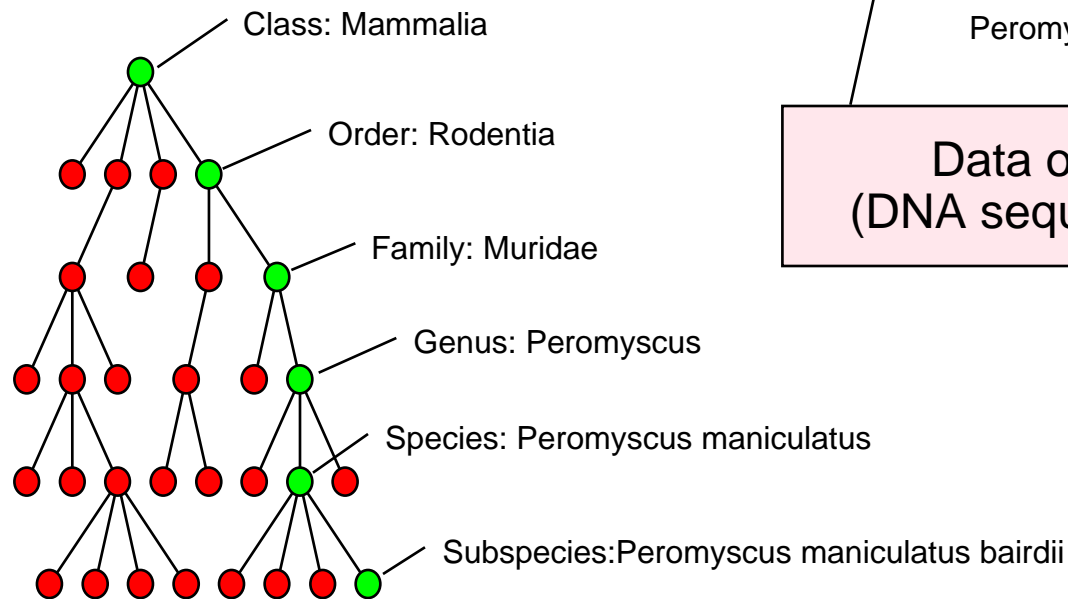 Class: Mammalia
Order: Rodentia
Family: Muridae
Genus: Peromyscus
Species: Peromyscus maniculatus
Subspecies:Peromyscus maniculatus bairdii
Data
(DNA